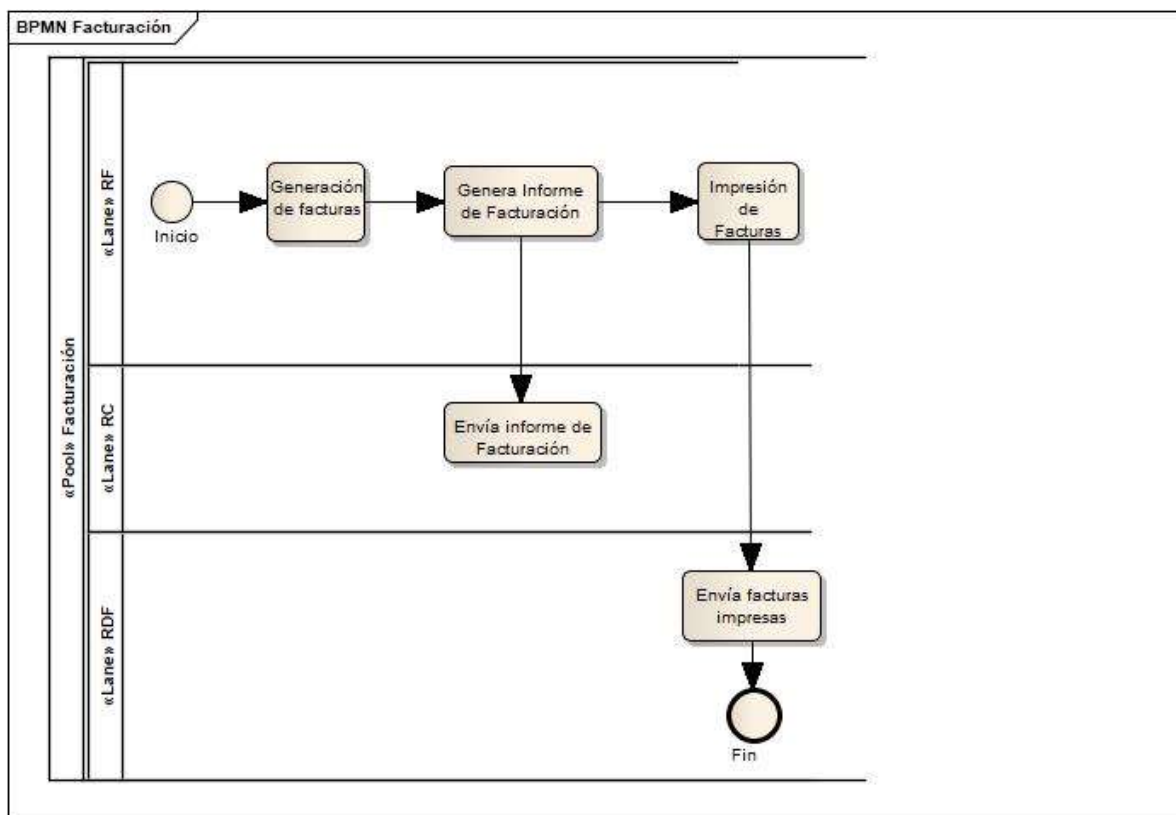 BPMN Facturación
«Pool» Facturación
«Lane» RF
Inicio
Generación
de facturas
Genera Informe
de Facturación
Impresión
de
Facturas
«Lane» RC
Envía informe de
Facturación
«Lane» RDF
Envía facturas
impresas
Fin